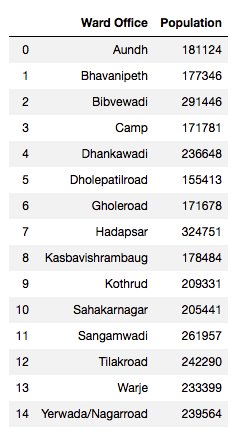 Ward Office Population
0 Aundh 181124
1 Bhavanipeth 177346
2 Bibvewadi 291446
3 Camp 171781
4 Dhankawadi 236648
5 Dholepatilroad 155413
6 Gholeroad 171678
7 Hadapsar 324751
8 Kasbavishrambaug 178484
9 Kothrud 209331
10 Sahakarnagar 205441
11 Sangamwadi 261957
12 Tilakroad 242290
13 Warje 233399
14 Yerwada/Nagarroad 239564